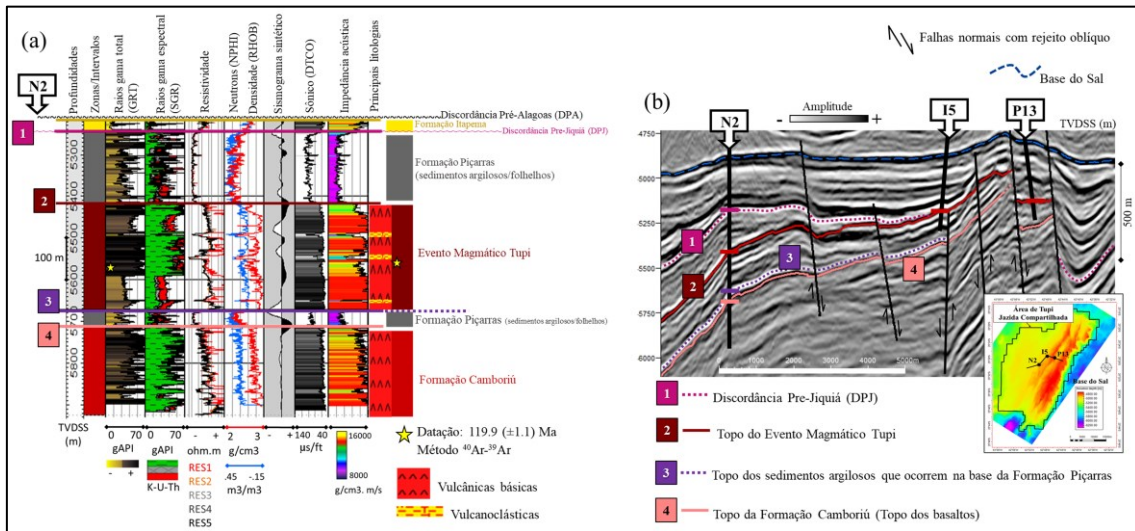 (a)
N2
Profundidades
Zonas/Intervalos
Raios gama total
(GRT)
Raios gama espectral
(SGR)
Resistividade
Neutrons (NPHI)
Densidade (RHOB)
Sismograma sintético
Sônico (DTCO)
Impedância acústica
Principais litologias
Discordância Pré-Alagoas (DPA)
Formação Itapema
1
Discordância Pre-Jiquiá (DPJ)
5300
Formação Piçarras
(sedimentos argilosos/folhelhos)
2
5400
100 m
5500
Evento Magmático Tupi
5600
3
5700
Formação Piçarras (sedimentos argilosos/folhelhos)
4
5800
Formação Camboriú
TVDSS
(m)
0 70
gAPI
- +
0 70
gAPI
K-U-Th
- +
ohm.m
RES1
RES2
RES3
RES4
RES5
2 3
g/cm3
.45 -.15
m3/m3
- +
140 40
µs/ft
16000
8000
g/cm3. m/s
Datação: 119.9 (±1.1) Ma
Método ⁴⁰Ar-³⁹Ar
Vulcânicas básicas
Vulcanoclásticas
Falhas normais com rejeito oblíquo
Base do Sal
(b)
Amplitude
- +
N2
I5
P13
TVDSS (m)
4750
5000
5250
5500
5750
6000
500 m
1
2
3
4
0 1000 2000 3000 4000 5000m
Área de Tupi
Jazida Compartilhada
N2
I5
P13
Base do Sal
1
Discordância Pre-Jiquiá (DPJ)
2
Topo do Evento Magmático Tupi
3
Topo dos sedimentos argilosos que ocorrem na base da Formação Piçarras
4
Topo da Formação Camboriú (Topo dos basaltos)